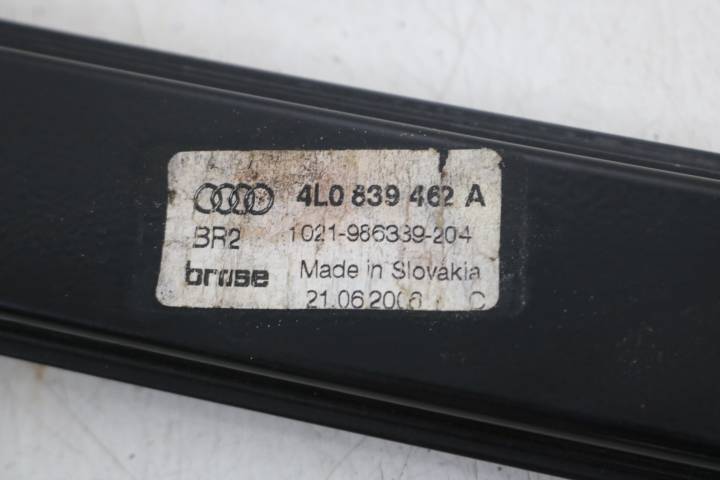 4L0 839 462 A
BR2 1021-986339-204
brose Made in Slovakia
21.06.2006 C